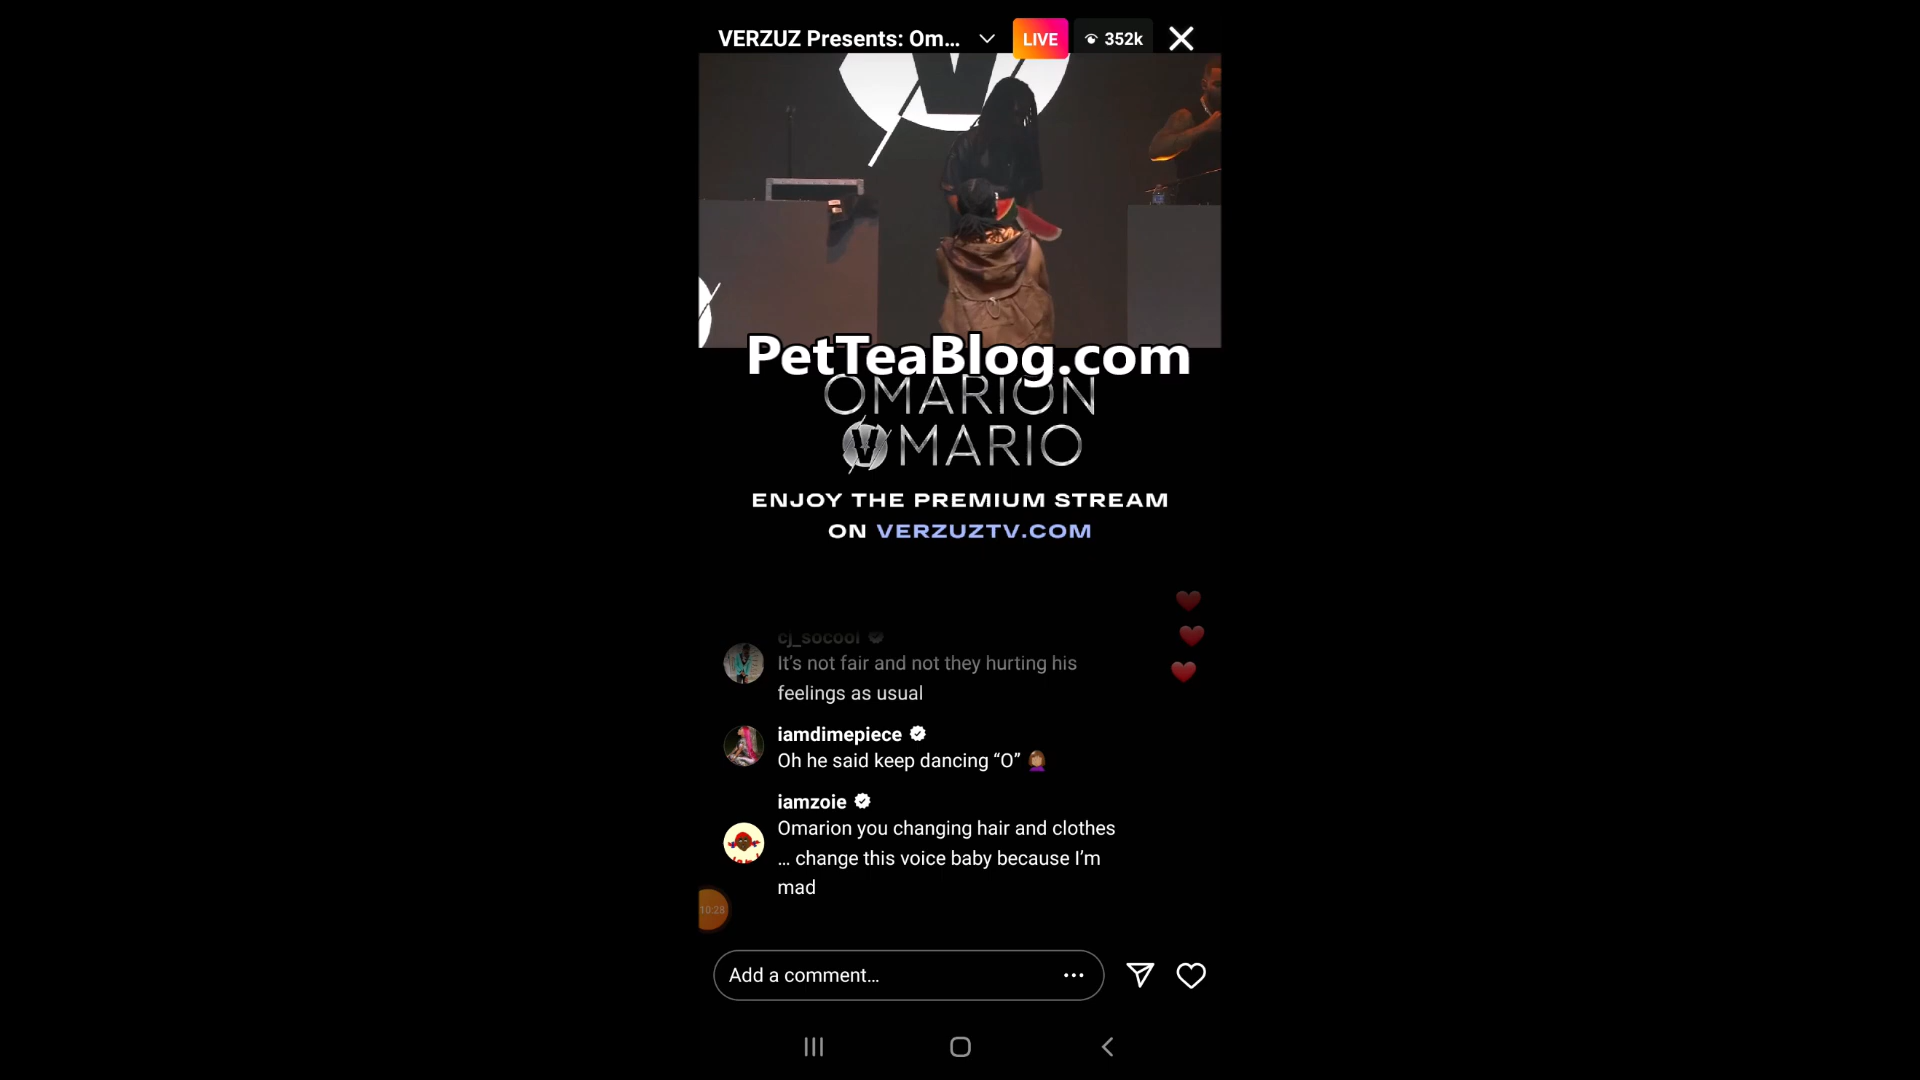 VERZUZ Presents: Om...
LIVE
352k
PetTeaBlog.com
OMARION
V MARIO
ENJOY THE PREMIUM STREAM
ON VERZUZTV.COM
cj_socool
It's not fair and not they hurting his
feelings as usual
iamdimepiece
Oh he said keep dancing “O” 🤦🏽‍♀️
iamzoie
Omarion you changing hair and clothes
... change this voice baby because I'm
mad
10:28
Add a comment...